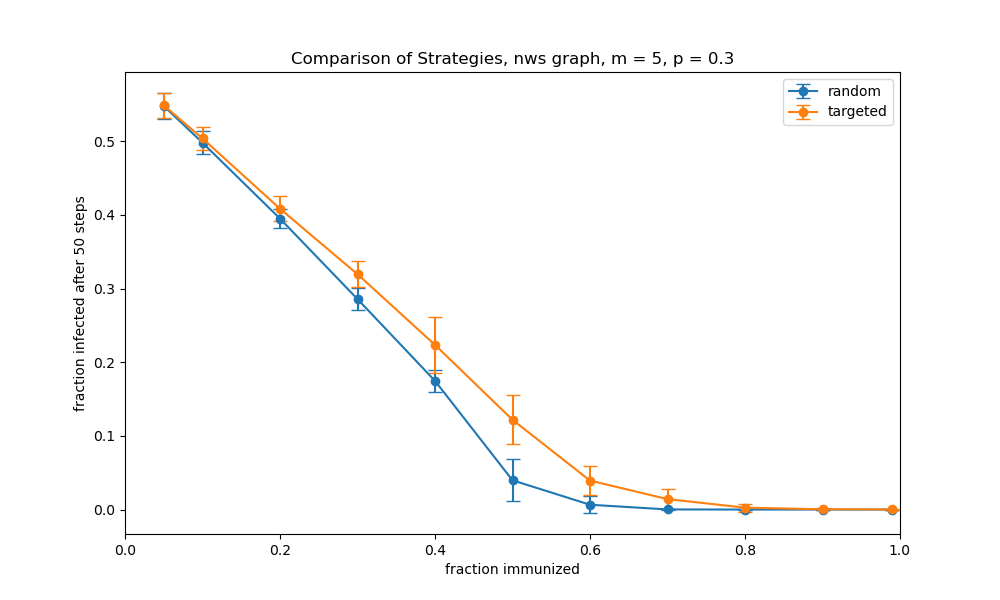 Comparison of Strategies, nws graph, m = 5, p = 0.3
random
targeted
fraction infected after 50 steps
0.5
0.4
0.3
0.2
0.1
0.0
0.0 0.2 0.4 0.6 0.8 1.0
fraction immunized